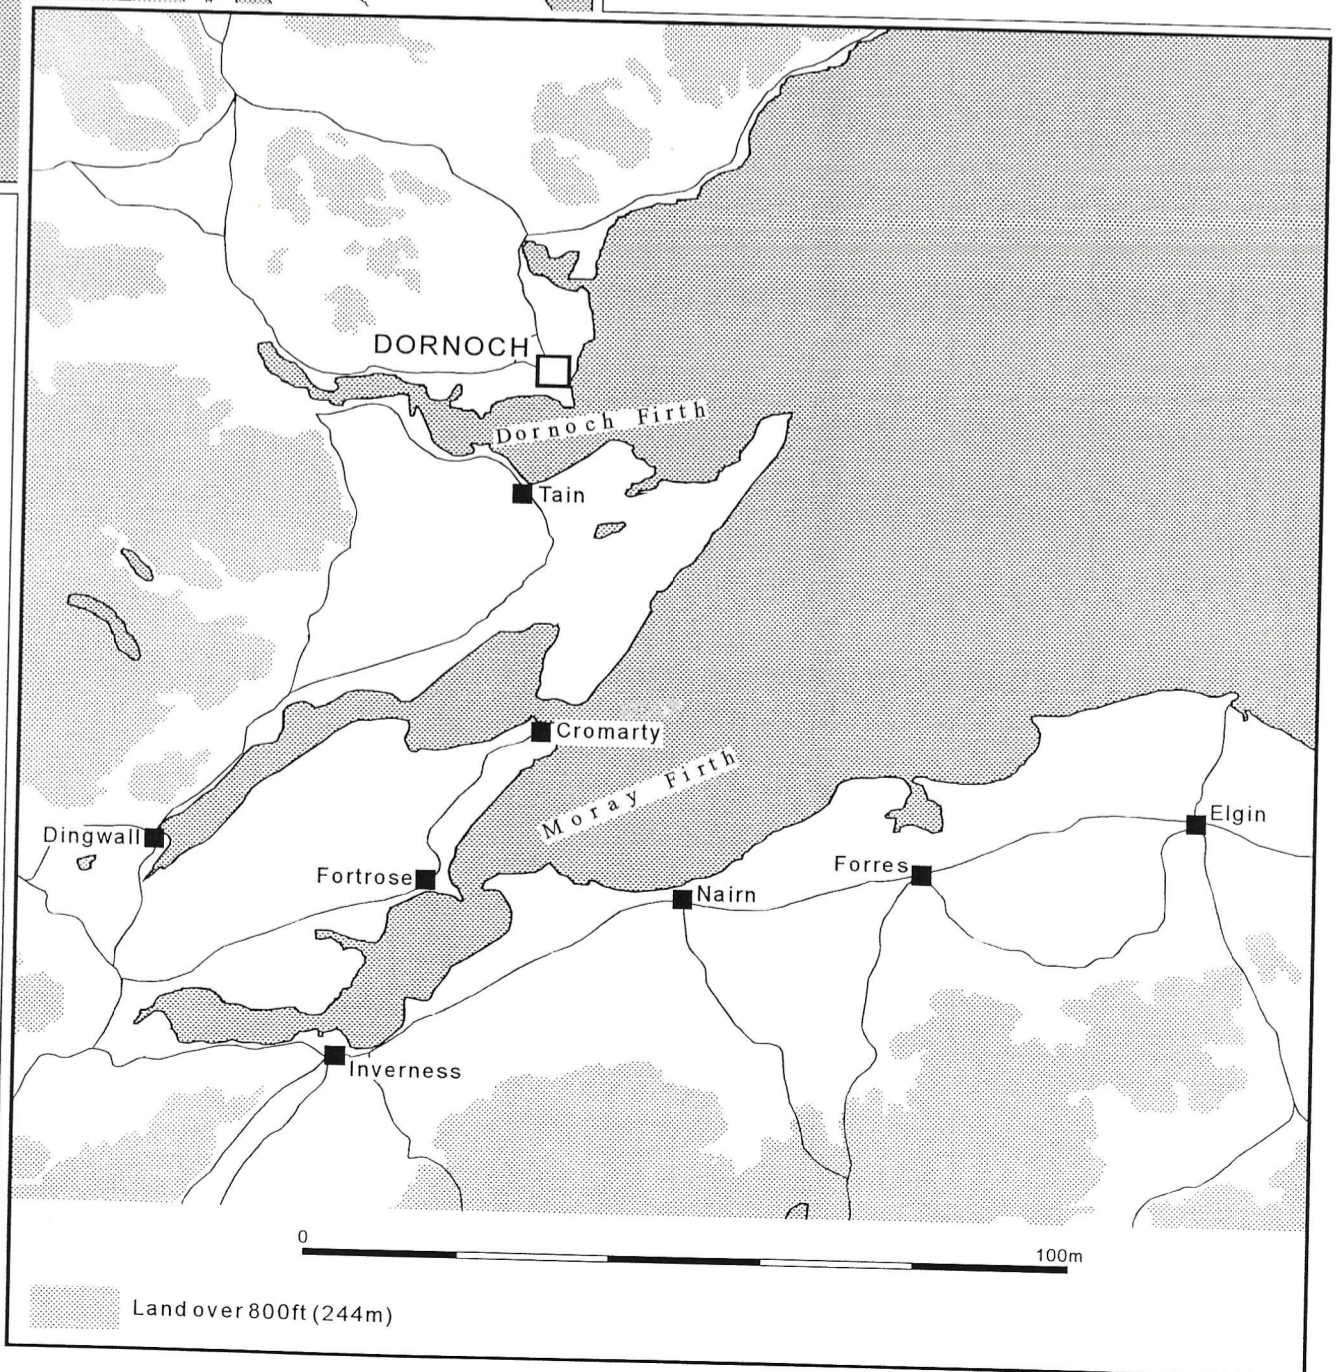 DORNOCH
Dornoch Firth
Tain
Cromarty
Moray Firth
Dingwall
Elgin
Fortrose
Forres
Nairn
Inverness
0
100m
Land over 800ft (244m)